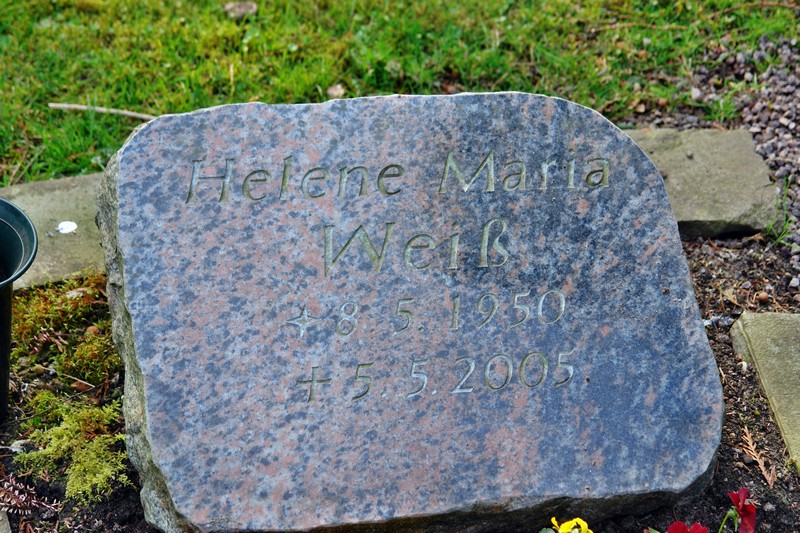 Helene Maria
Weiß
✦ 8. 5. 1950
✝ 5. 5. 2005